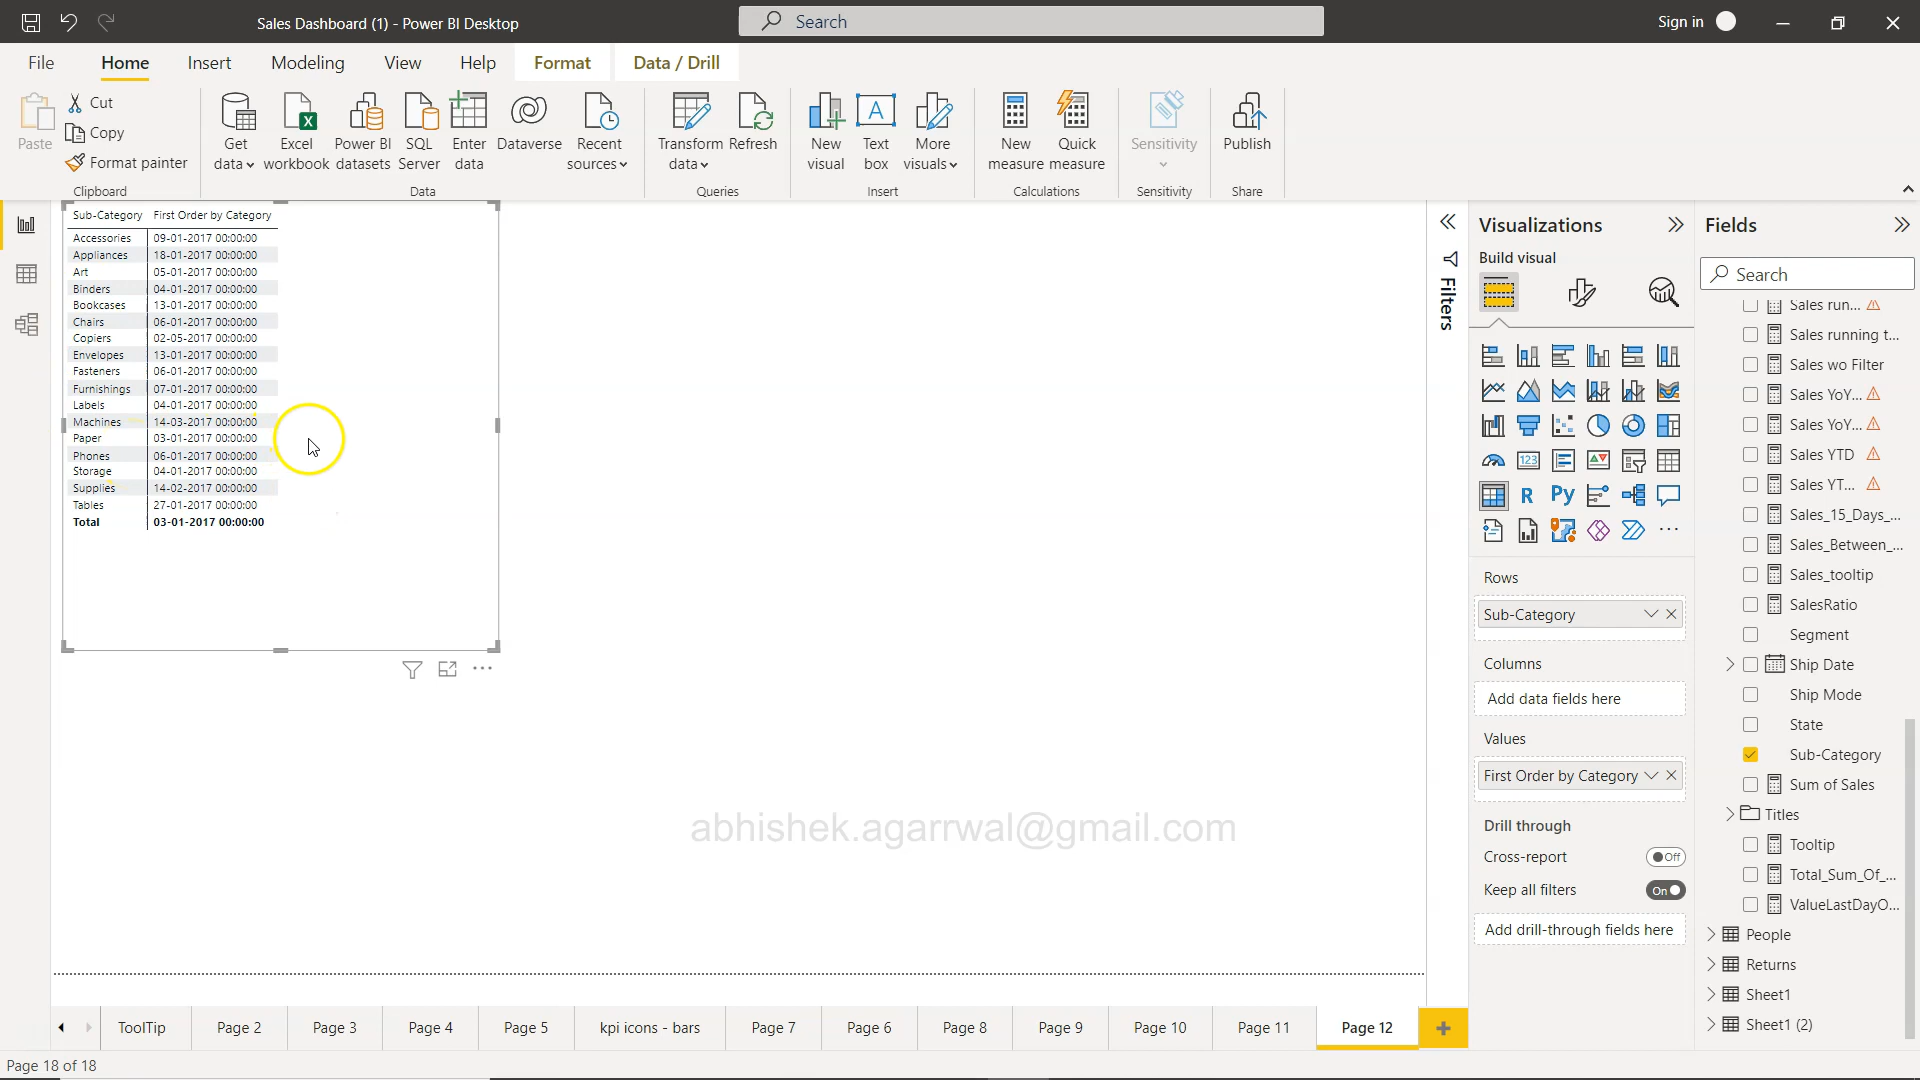 Sales Dashboard (1) - Power BI Desktop
Search
Sign in
File
Home
Insert
Modeling
View
Help
Format
Data / Drill
Paste
Cut
Copy
Format painter
Clipboard
Get data
Excel workbook
Power BI datasets
SQL Server
Enter data
Dataverse
Recent sources
Data
Transform data
Refresh
Queries
New visual
Text box
More visuals
Insert
New measure
Quick measure
Calculations
Sensitivity
Sensitivity
Publish
Share
Sub-Category First Order by Category
Accessories 09-01-2017 00:00:00
Appliances 18-01-2017 00:00:00
Art 05-01-2017 00:00:00
Binders 04-01-2017 00:00:00
Bookcases 13-01-2017 00:00:00
Chairs 06-01-2017 00:00:00
Copiers 02-05-2017 00:00:00
Envelopes 13-01-2017 00:00:00
Fasteners 06-01-2017 00:00:00
Furnishings 07-01-2017 00:00:00
Labels 04-01-2017 00:00:00
Machines 14-03-2017 00:00:00
Paper 03-01-2017 00:00:00
Phones 06-01-2017 00:00:00
Storage 04-01-2017 00:00:00
Supplies 14-02-2017 00:00:00
Tables 27-01-2017 00:00:00
Total 03-01-2017 00:00:00
abhishek.agarrwal@gmail.com
Filters
Visualizations
Build visual
123
R
Py
Rows
Sub-Category
Columns
Add data fields here
Values
First Order by Category
Drill through
Cross-report
Off
Keep all filters
On
Add drill-through fields here
Fields
Search
Sales run...
Sales running t...
Sales wo Filter
Sales YoY...
Sales YoY...
Sales YTD
Sales YT...
Sales_15_Days_...
Sales_Between_...
Sales_tooltip
SalesRatio
Segment
Ship Date
Ship Mode
State
Sub-Category
Sum of Sales
Titles
Tooltip
Total_Sum_Of_...
ValueLastDayO...
People
Returns
Sheet1
Sheet1 (2)
ToolTip
Page 2
Page 3
Page 4
Page 5
kpi icons - bars
Page 7
Page 6
Page 8
Page 9
Page 10
Page 11
Page 12
Page 18 of 18